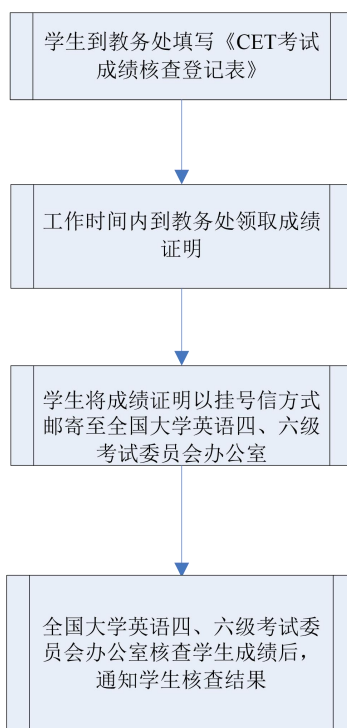 学生到教务处填写《CET考试
成绩核查登记表》
工作时间内到教务处领取成绩
证明
学生将成绩证明以挂号信方式
邮寄至全国大学英语四、六级
考试委员会办公室
全国大学英语四、六级考试委
员会办公室核查学生成绩后，
通知学生核查结果